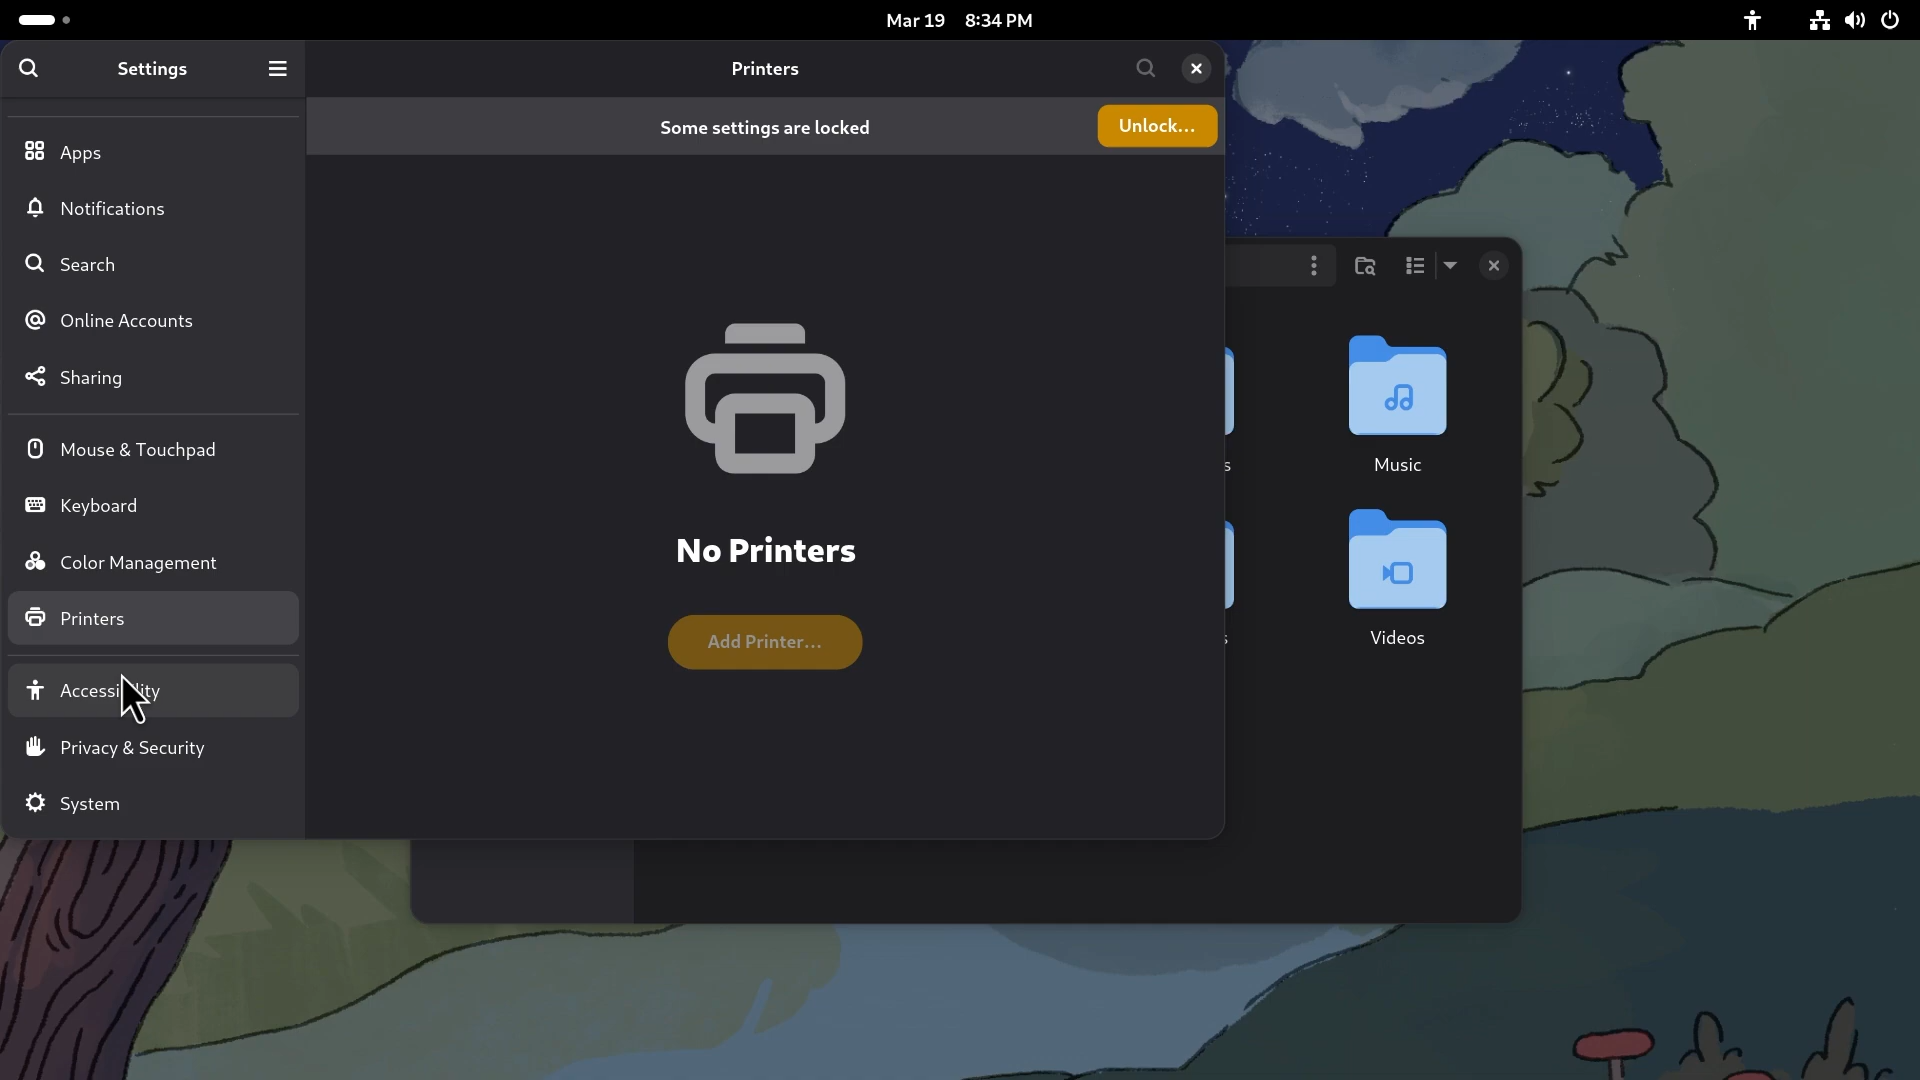 Mar 19 8:34 PM
Settings
Printers
Some settings are locked
Unlock...
Apps
Notifications
Search
Online Accounts
Sharing
Mouse & Touchpad
Keyboard
Color Management
Printers
Accessibility
Privacy & Security
System
No Printers
Add Printer...
s
Music
s
Videos